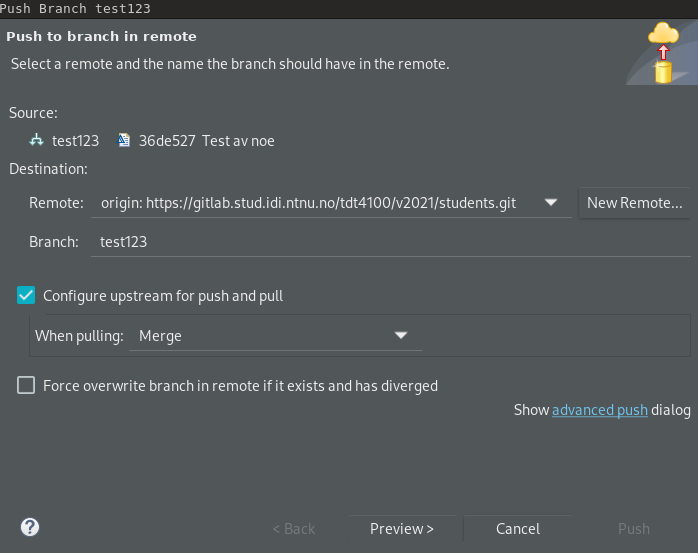 Push Branch test123
Push to branch in remote
Select a remote and the name the branch should have in the remote.
Source:
test123 36de527 Test av noe
Destination:
Remote: origin: https://gitlab.stud.idi.ntnu.no/tdt4100/v2021/students.git New Remote...
Branch: test123
Configure upstream for push and pull
When pulling: Merge
Force overwrite branch in remote if it exists and has diverged
Show advanced push dialog
? < Back Preview > Cancel Push